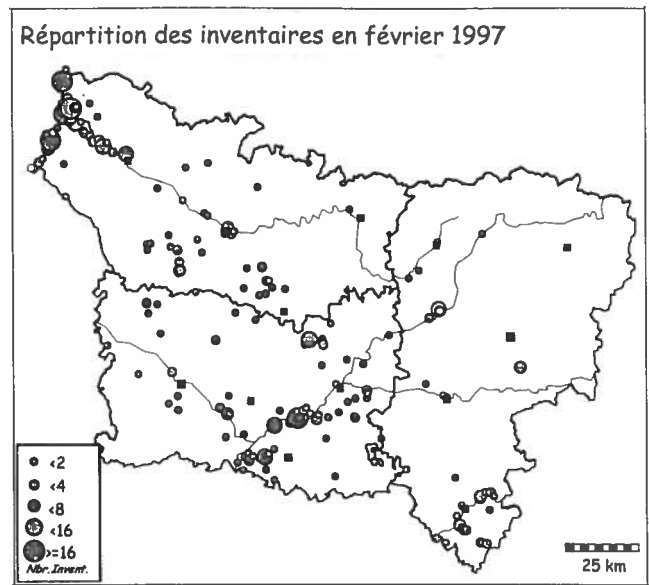 Répartition des inventaires en février 1997
<2
<4
<8
<16
>=16
Nbr.Invent.
25 km